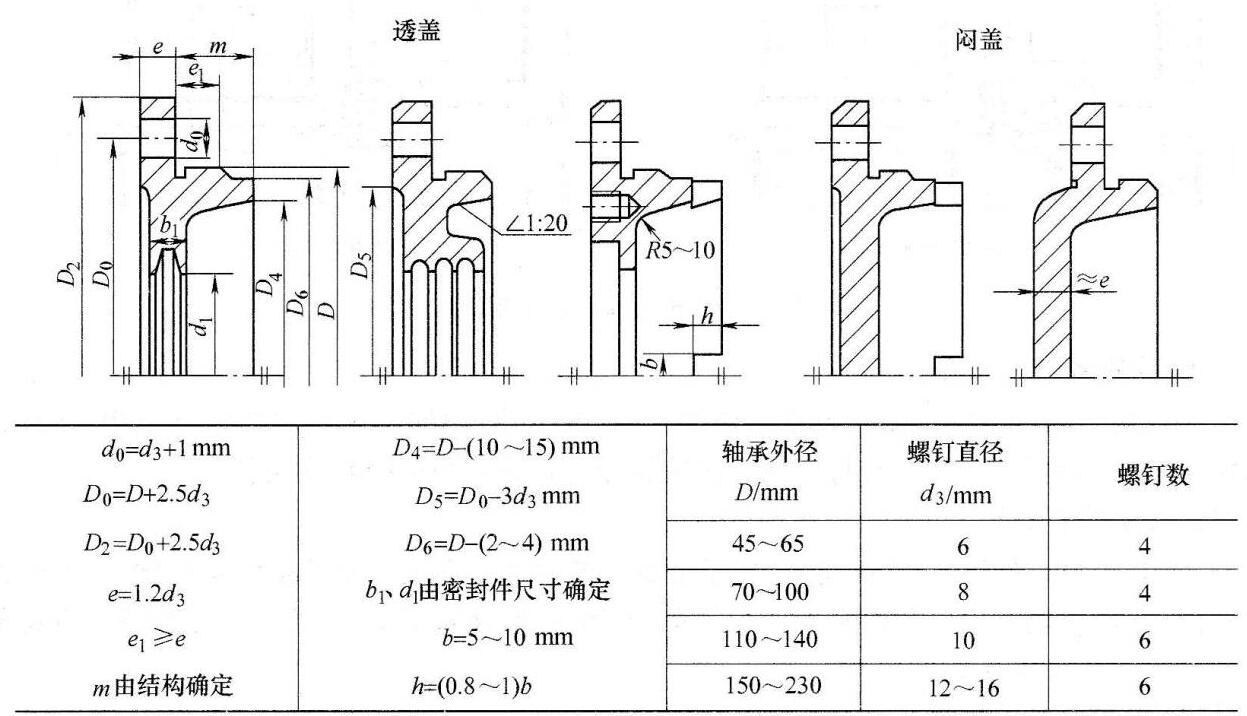 透盖
闷盖
e
m
e₁
d₀
b₁
D₂
D₀
d₁
D₄
D₆
D
D₅
∠1:20
R5～10
h
b
≈e
d₀=d₃+1 mm
D₀=D+2.5d₃
D₂=D₀+2.5d₃
e=1.2d₃
e₁≥e
m由结构确定
D₄=D−(10～15) mm
D₅=D₀−3d₃ mm
D₆=D−(2～4) mm
b₁、d₁由密封件尺寸确定
b=5～10 mm
h=(0.8～1)b
轴承外径 螺钉直径 螺钉数
D/mm d₃/mm
45～65 6 4
70～100 8 4
110～140 10 6
150～230 12～16 6